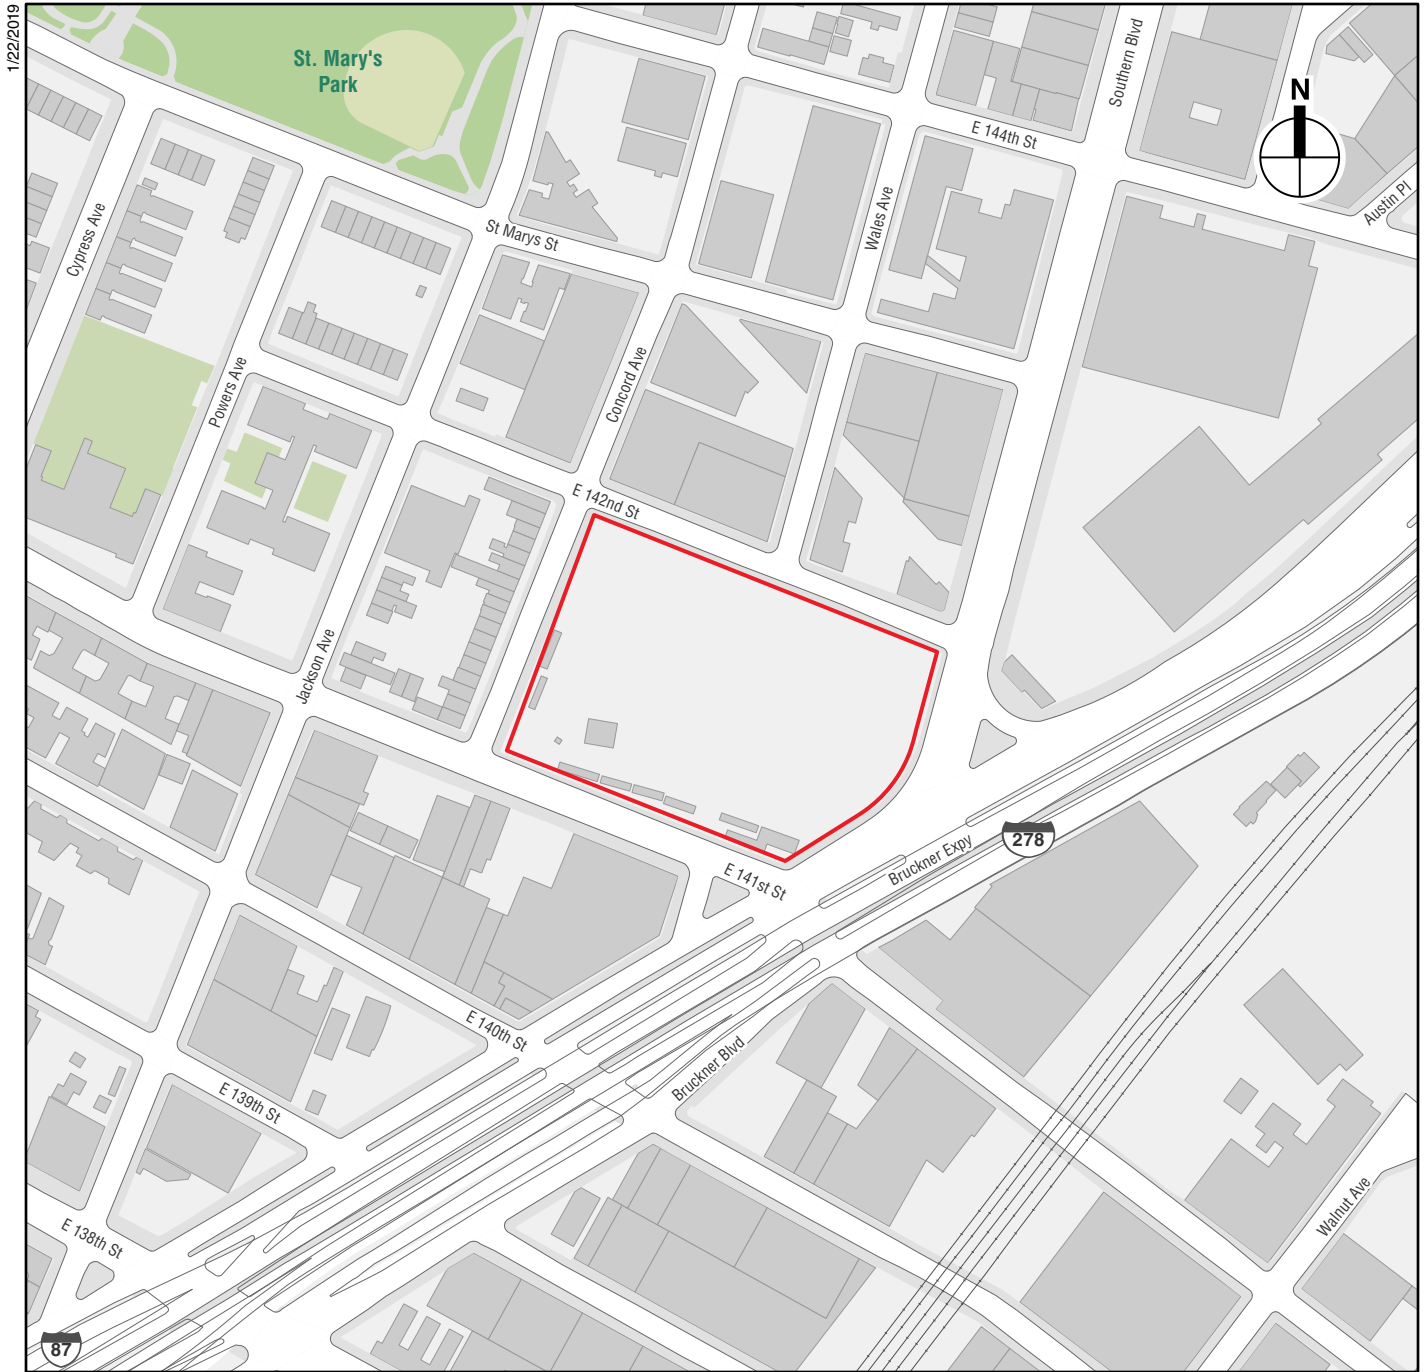 1/22/2019
St. Mary's
Park
Southern Blvd
N
E 144th St
Austin Pl
Wales Ave
Cypress Ave
St Marys St
Concord Ave
Powers Ave
E 142nd St
Jackson Ave
278
Bruckner Expy
E 141st St
E 140th St
Bruckner Blvd
E 139th St
Walnut Ave
E 138th St
87